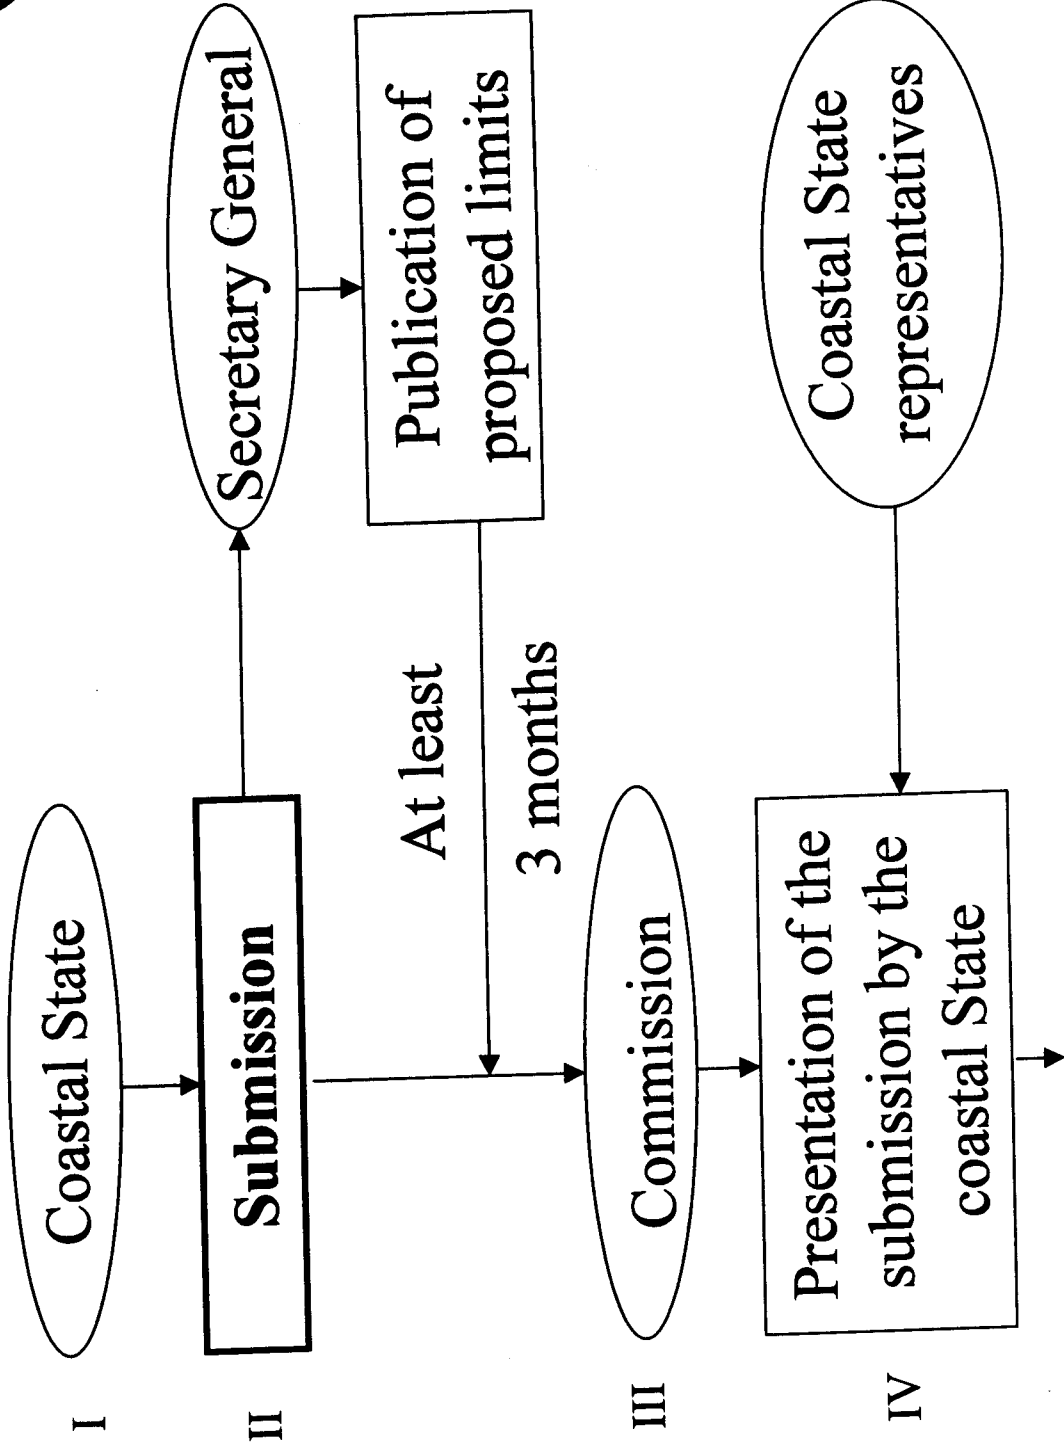 I
Coastal State
II
Submission
Secretary General
Publication of
proposed limits
At least
3 months
III
Commission
IV
Presentation of the
submission by the
coastal State
Coastal State
representatives